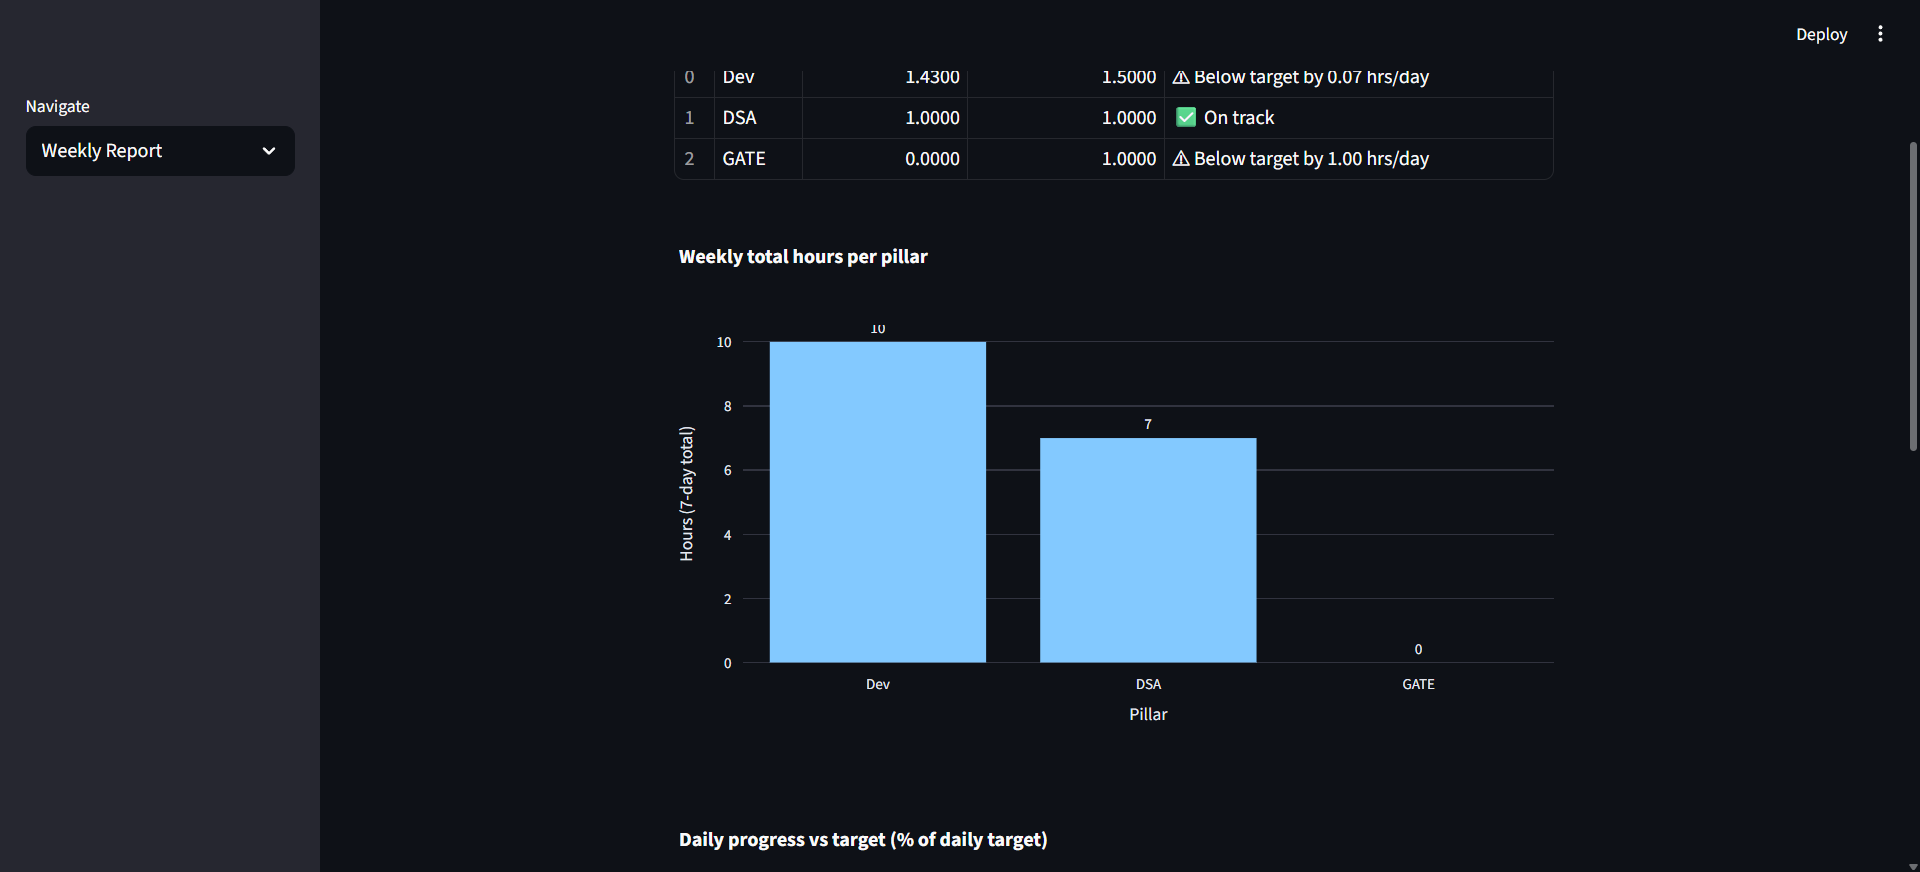 Deploy
Navigate
Weekly Report
0 Dev 1.4300 1.5000 ⚠ Below target by 0.07 hrs/day
1 DSA 1.0000 1.0000 ✅ On track
2 GATE 0.0000 1.0000 ⚠ Below target by 1.00 hrs/day
Weekly total hours per pillar
10
10
8
7
6
4
2
0
0
Hours (7-day total)
Dev DSA GATE
Pillar
Daily progress vs target (% of daily target)